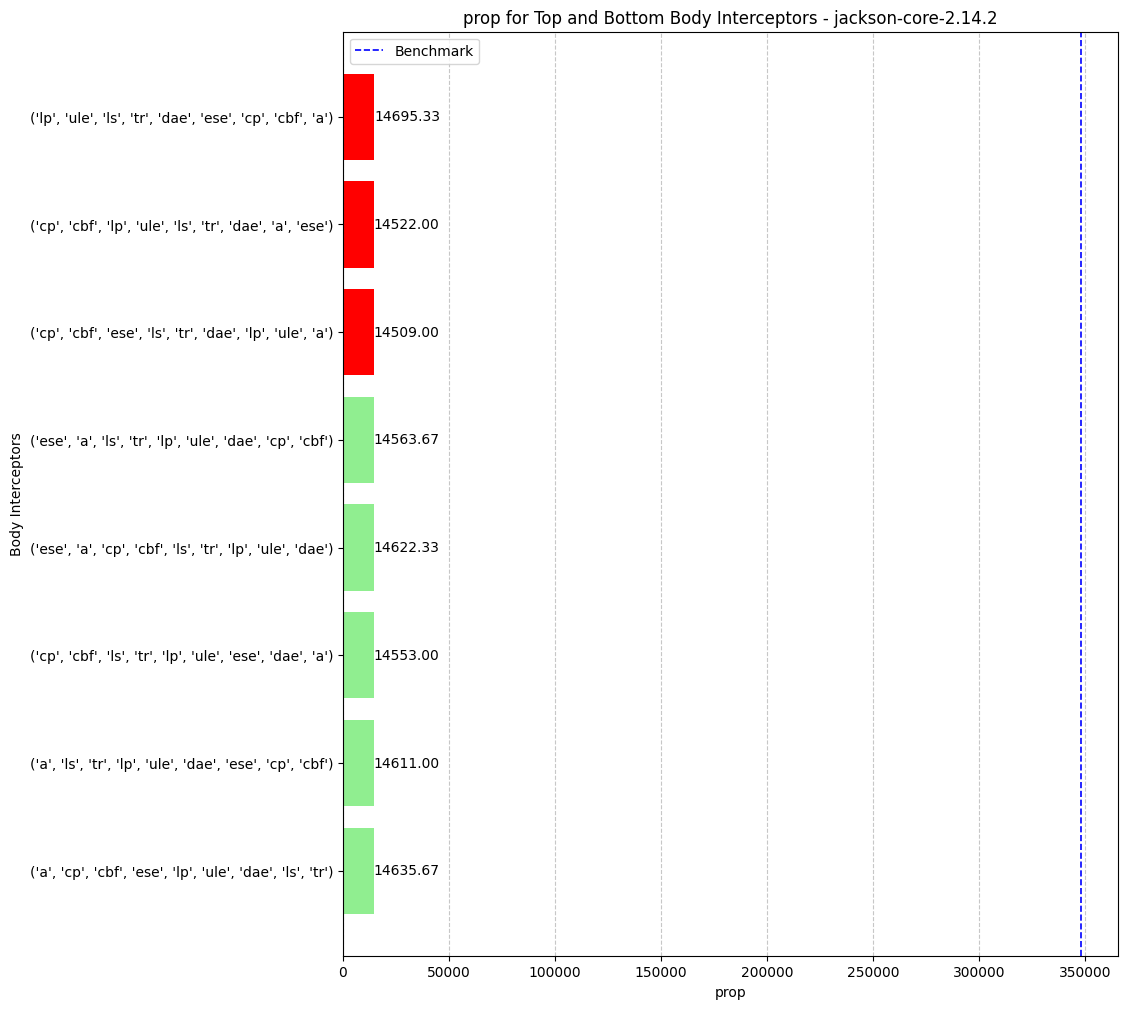 prop for Top and Bottom Body Interceptors - jackson-core-2.14.2
Benchmark
('lp', 'ule', 'ls', 'tr', 'dae', 'ese', 'cp', 'cbf', 'a') 14695.33
('cp', 'cbf', 'lp', 'ule', 'ls', 'tr', 'dae', 'a', 'ese') 14522.00
('cp', 'cbf', 'ese', 'ls', 'tr', 'dae', 'lp', 'ule', 'a') 14509.00
('ese', 'a', 'ls', 'tr', 'lp', 'ule', 'dae', 'cp', 'cbf') 14563.67
('ese', 'a', 'cp', 'cbf', 'ls', 'tr', 'lp', 'ule', 'dae') 14622.33
('cp', 'cbf', 'ls', 'tr', 'lp', 'ule', 'ese', 'dae', 'a') 14553.00
('a', 'ls', 'tr', 'lp', 'ule', 'dae', 'ese', 'cp', 'cbf') 14611.00
('a', 'cp', 'cbf', 'ese', 'lp', 'ule', 'dae', 'ls', 'tr') 14635.67
Body Interceptors
0 50000 100000 150000 200000 250000 300000 350000
prop